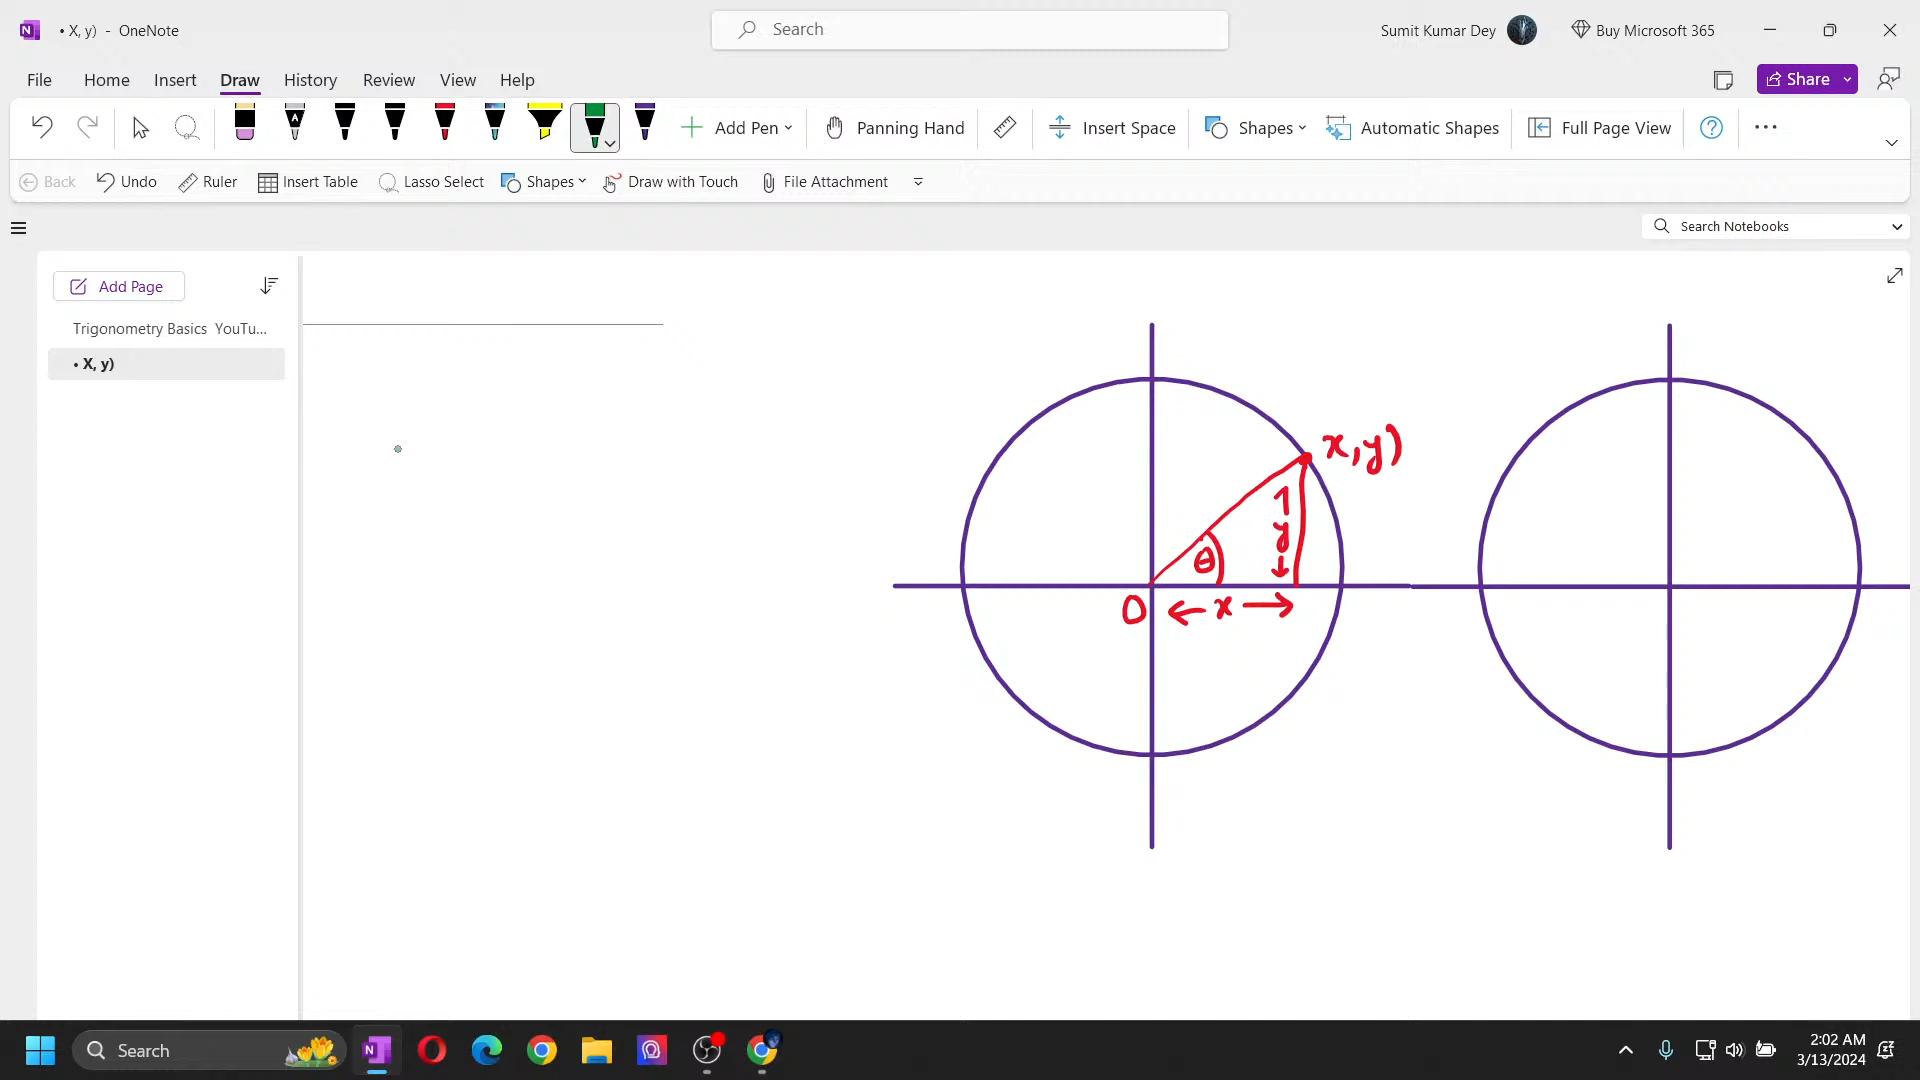 • X, y) - OneNote
Search
Sumit Kumar Dey
Buy Microsoft 365
File Home Insert Draw History Review View Help
Share
A
Add Pen
Panning Hand
Insert Space
Shapes
Automatic Shapes
Full Page View
Back
Undo
Ruler
Insert Table
Lasso Select
Shapes
Draw with Touch
File Attachment
Search Notebooks
Add Page
Trigonometry Basics YouTu...
• X, y)
x,y)
y
θ
O
x
Search
2:02 AM
3/13/2024